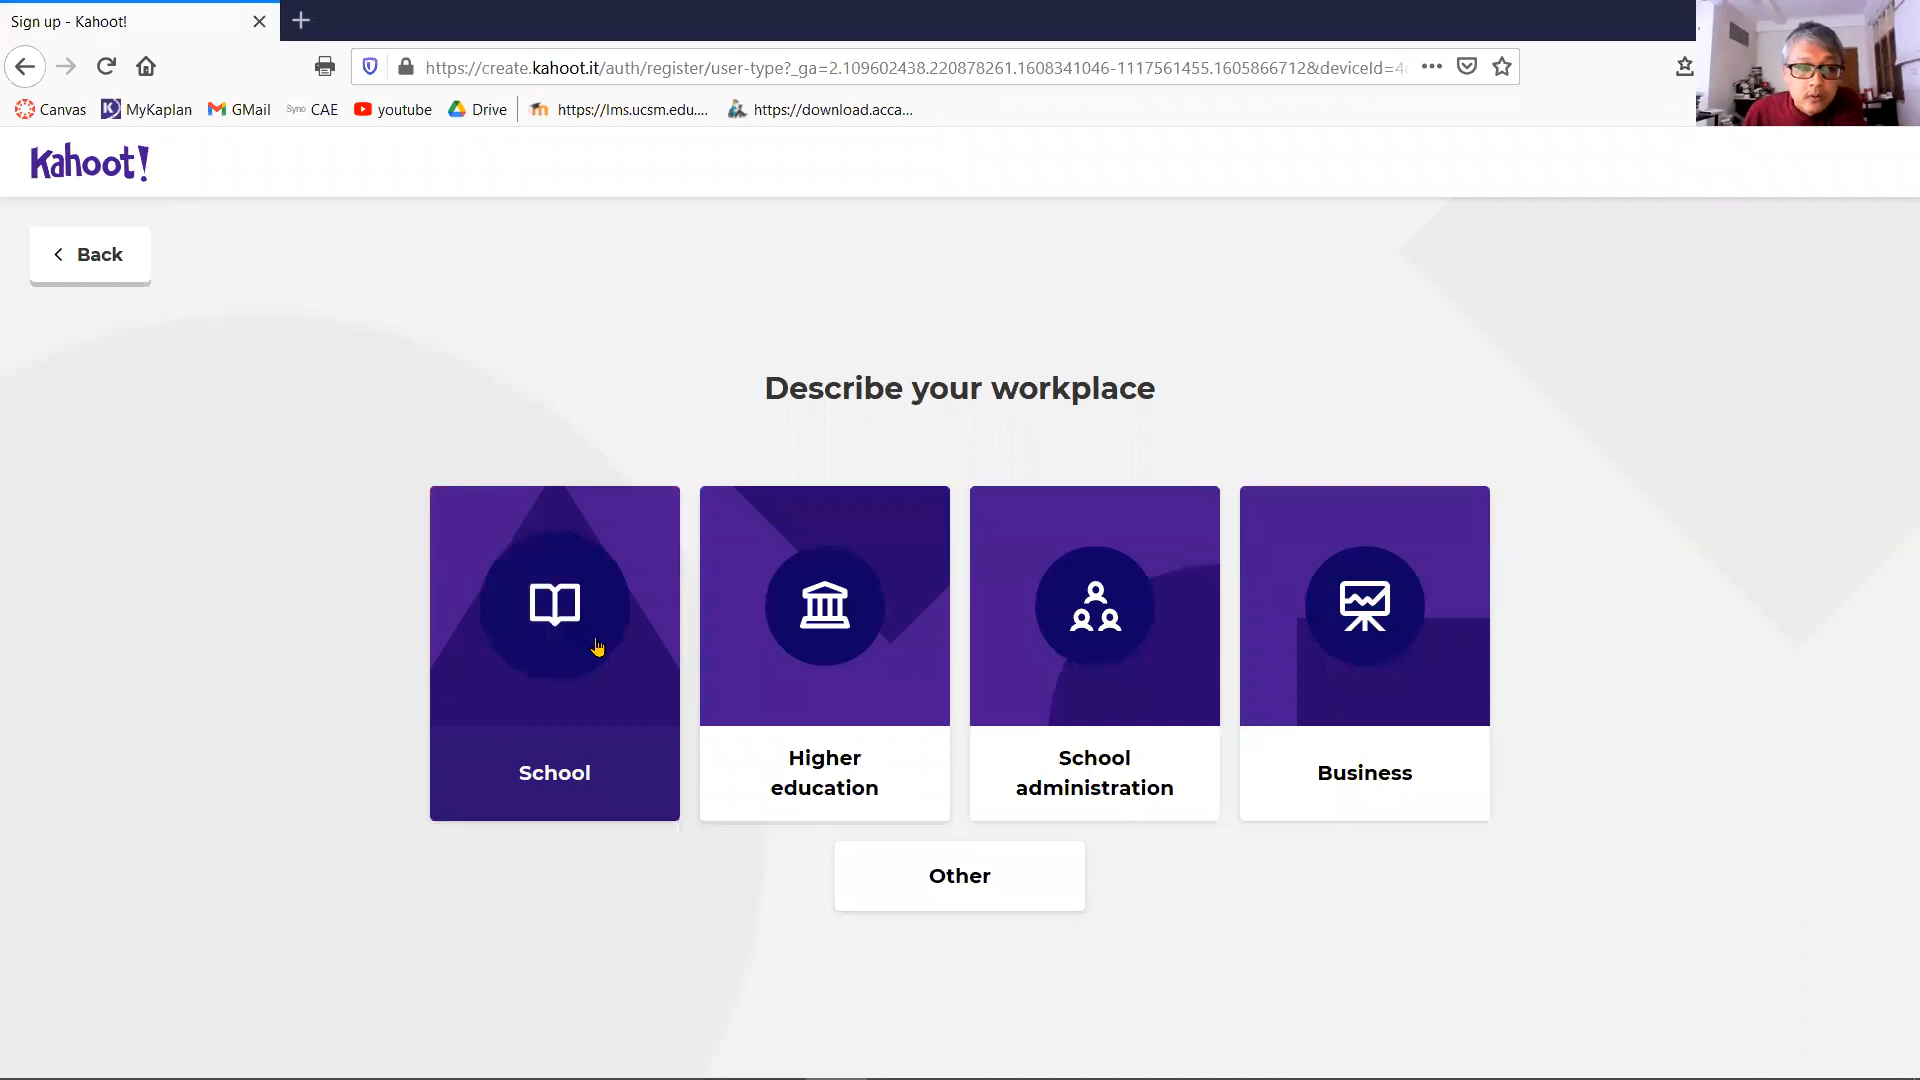 Sign up - Kahoot!
https://create.kahoot.it/auth/register/user-type?_ga=2.109602438.220878261.1608341046-1117561455.1605866712&deviceId=4
Canvas
MyKaplan
GMail
Sync CAE
youtube
Drive
https://lms.ucsm.edu....
https://download.acca...
Kahoot!
Back
Describe your workplace
School
Higher
education
School
administration
Business
Other